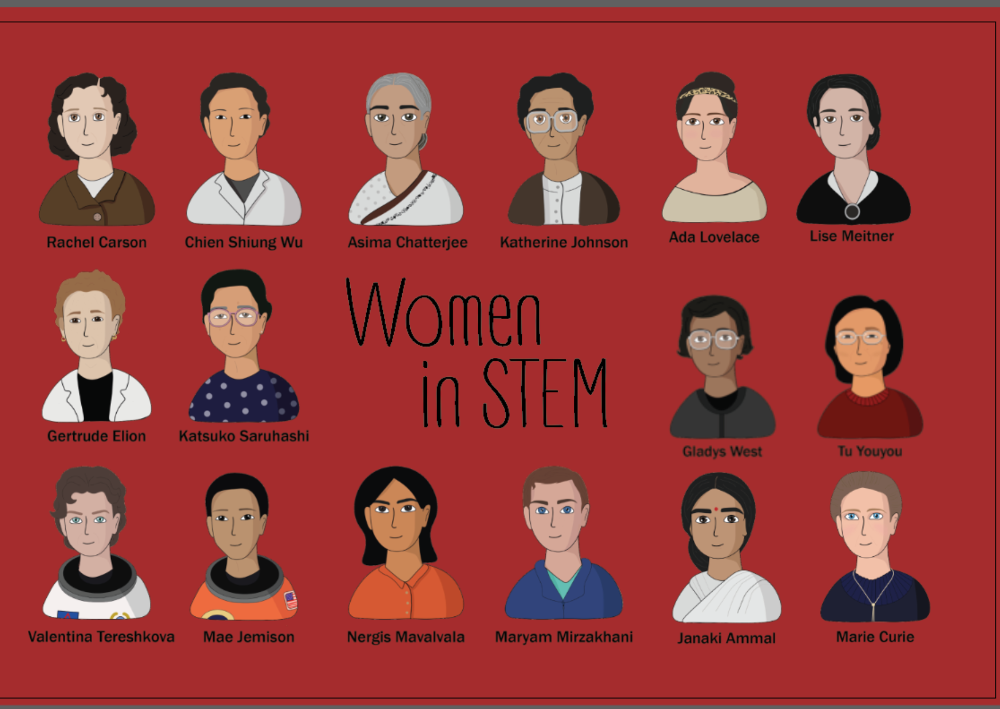 Rachel Carson
Chien Shiung Wu
Asima Chatterjee
Katherine Johnson
Ada Lovelace
Lise Meitner
Women
in STEM
Gertrude Elion
Katsuko Saruhashi
Gladys West
Tu Youyou
Valentina Tereshkova
Mae Jemison
Nergis Mavalvala
Maryam Mirzakhani
Janaki Ammal
Marie Curie